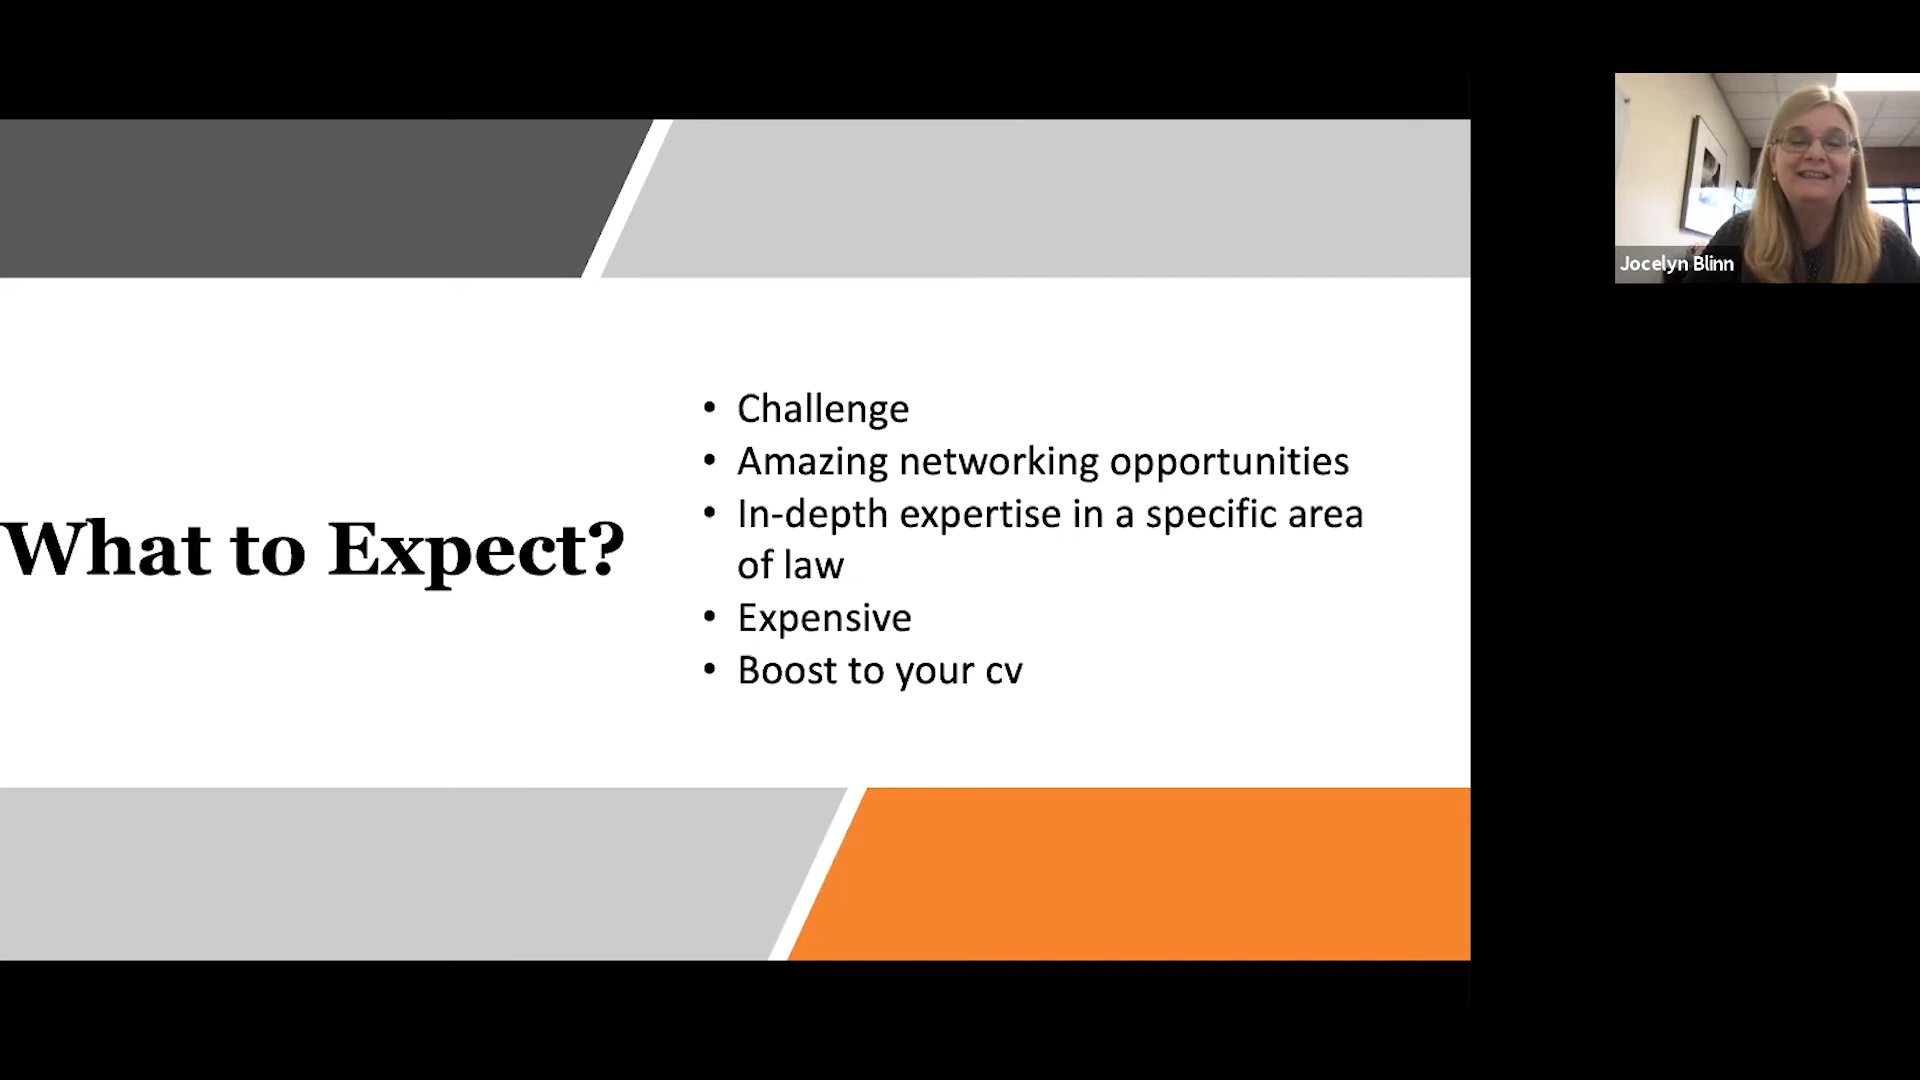 What to Expect?
• Challenge
• Amazing networking opportunities
• In-depth expertise in a specific area
of law
• Expensive
• Boost to your cv
Jocelyn Blinn